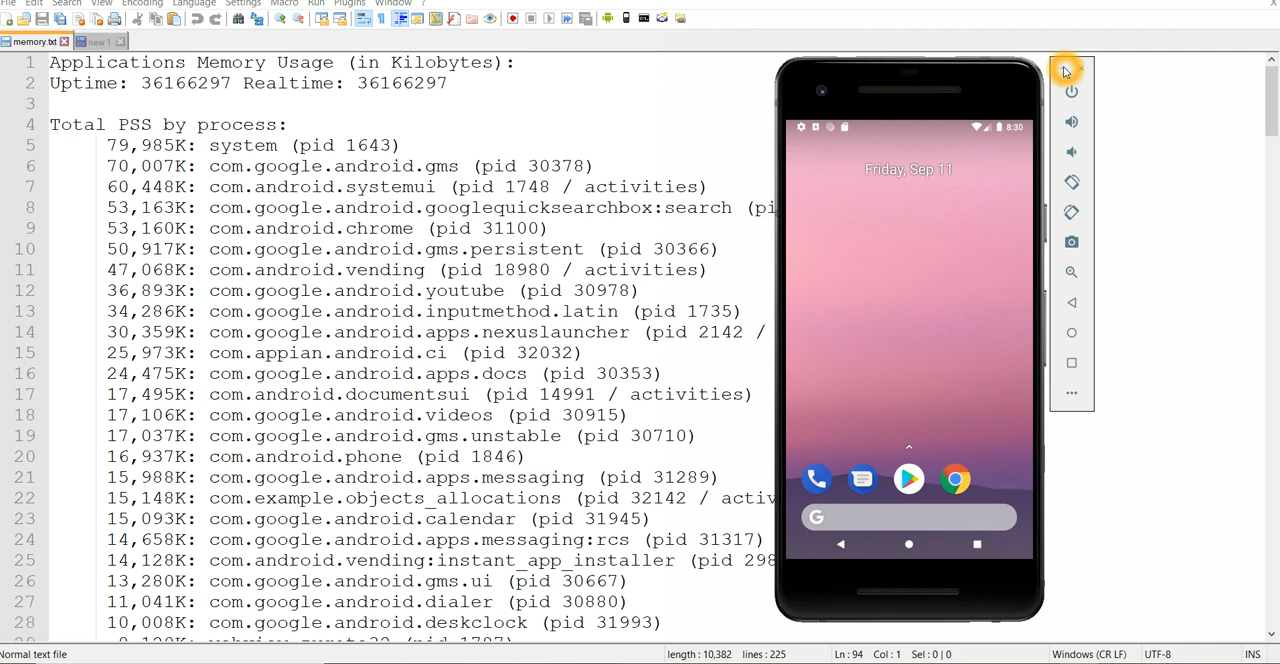 File Edit Search View Encoding Language Settings Macro Run Plugins Window ?
X
memory.txt new 1
1 Applications Memory Usage (in Kilobytes):
2 Uptime: 36166297 Realtime: 36166297
3
4 Total PSS by process:
5 79,985K: system (pid 1643)
6 70,007K: com.google.android.gms (pid 30378)
7 60,448K: com.android.systemui (pid 1748 / activities)
8 53,163K: com.google.android.googlequicksearchbox:search (pi
9 53,160K: com.android.chrome (pid 31100)
10 50,917K: com.google.android.gms.persistent (pid 30366)
11 47,068K: com.android.vending (pid 18980 / activities)
12 36,893K: com.google.android.youtube (pid 30978)
13 34,286K: com.google.android.inputmethod.latin (pid 1735)
14 30,359K: com.google.android.apps.nexuslauncher (pid 2142 /
15 25,973K: com.appian.android.ci (pid 32032)
16 24,475K: com.google.android.apps.docs (pid 30353)
17 17,495K: com.android.documentsui (pid 14991 / activities)
18 17,106K: com.google.android.videos (pid 30915)
19 17,037K: com.google.android.gms.unstable (pid 30710)
20 16,937K: com.android.phone (pid 1846)
21 15,988K: com.google.android.apps.messaging (pid 31289)
22 15,148K: com.example.objects_allocations (pid 32142 / activ
23 15,093K: com.google.android.calendar (pid 31945)
24 14,658K: com.google.android.apps.messaging:rcs (pid 31317)
25 14,128K: com.android.vending:instant_app_installer (pid 298
26 13,280K: com.google.android.gms.ui (pid 30667)
27 11,041K: com.google.android.dialer (pid 30880)
28 10,008K: com.google.android.deskclock (pid 31993)
8:30
Friday, Sep 11
G
Normal text file length : 10,382 lines : 225 Ln : 94 Col : 1 Sel : 0 | 0 Windows (CR LF) UTF-8 INS